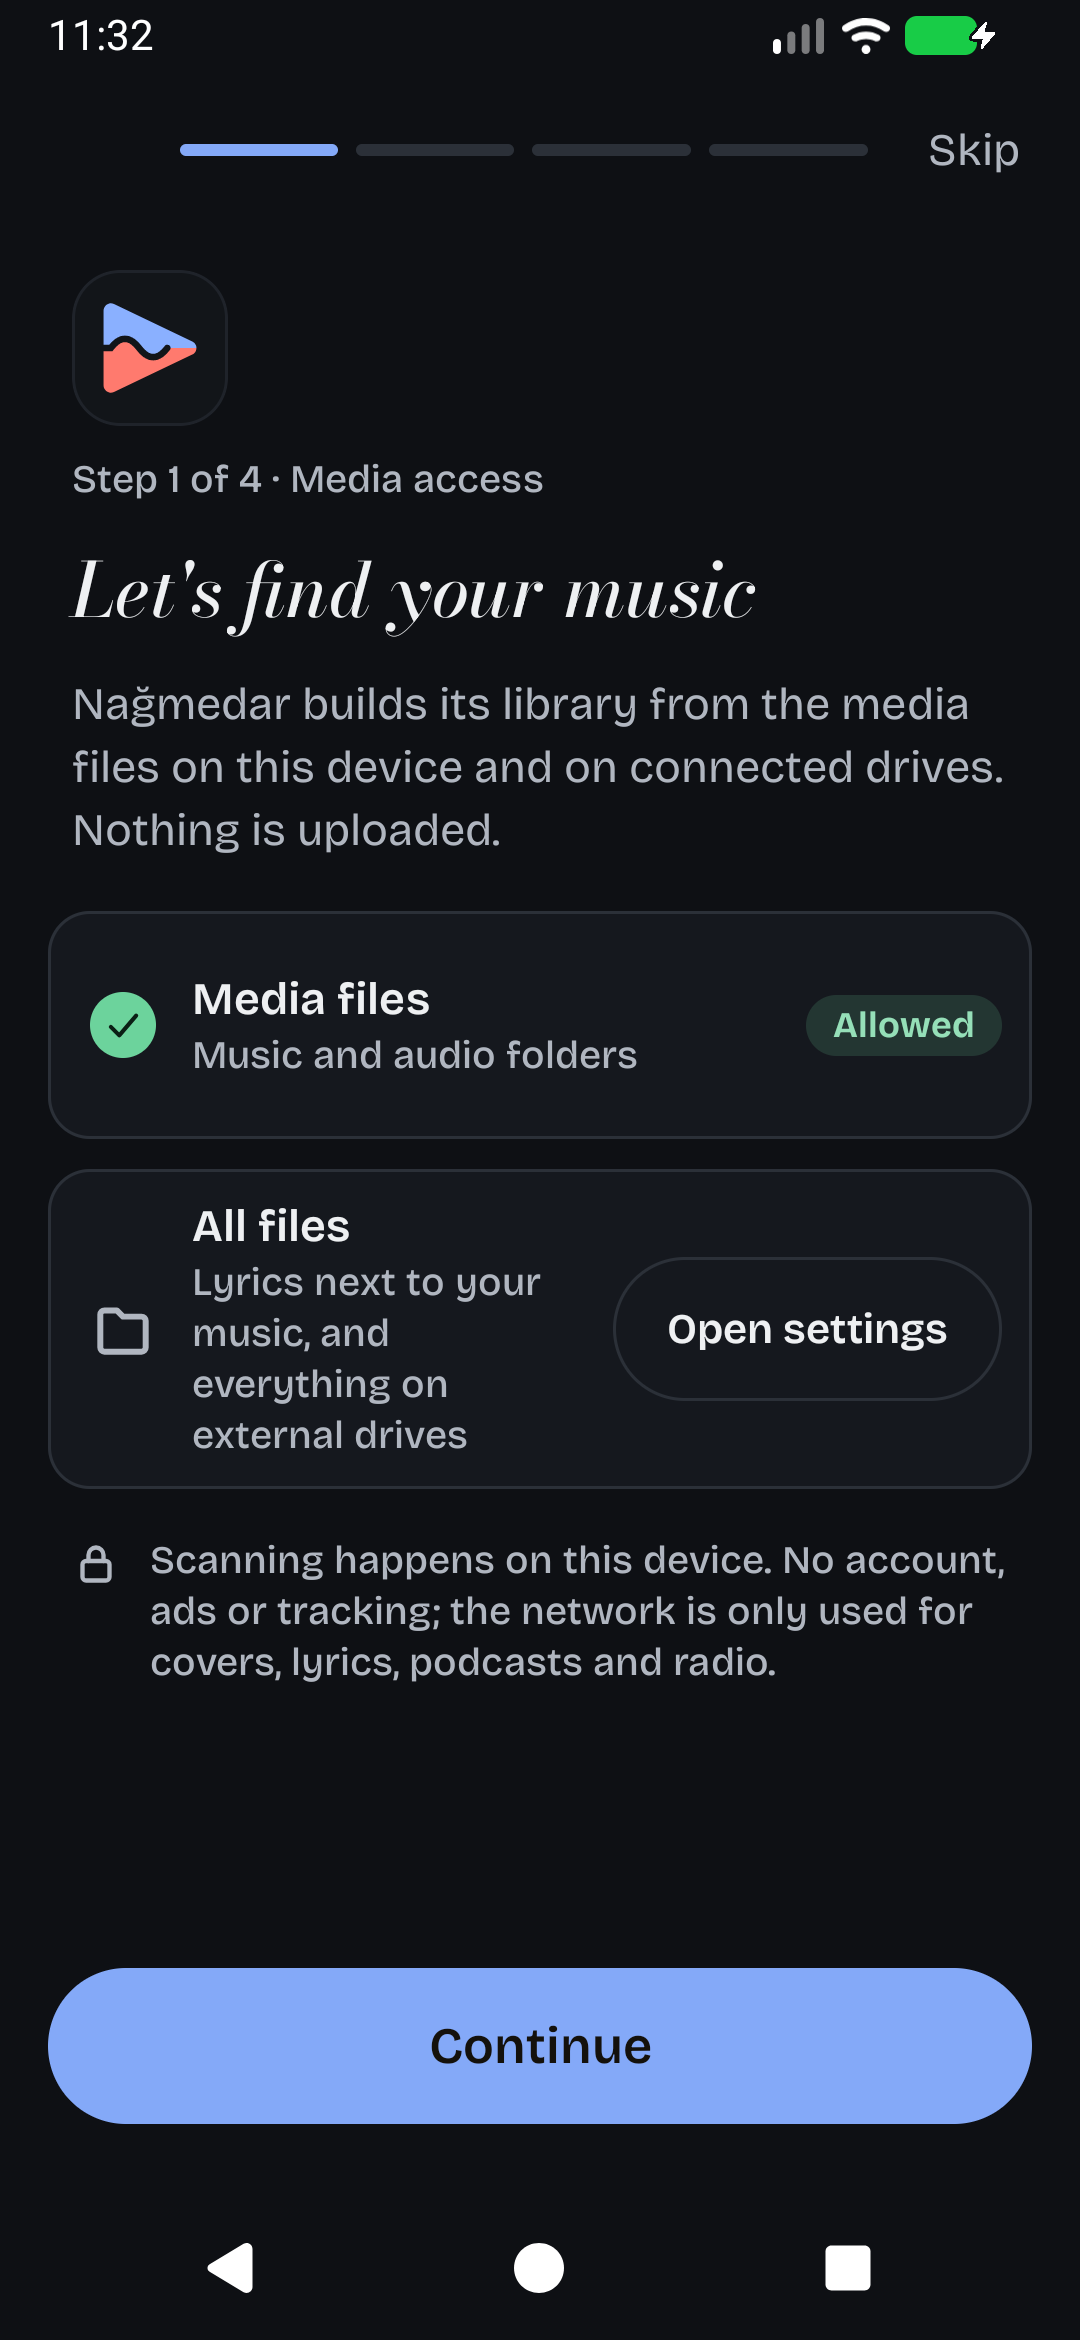 11:32
Skip
Step 1 of 4 · Media access
Let's find your music
Nağmedar builds its library from the media
files on this device and on connected drives.
Nothing is uploaded.
Media files
Music and audio folders
Allowed
All files
Lyrics next to your
music, and
everything on
external drives
Open settings
Scanning happens on this device. No account,
ads or tracking; the network is only used for
covers, lyrics, podcasts and radio.
Continue